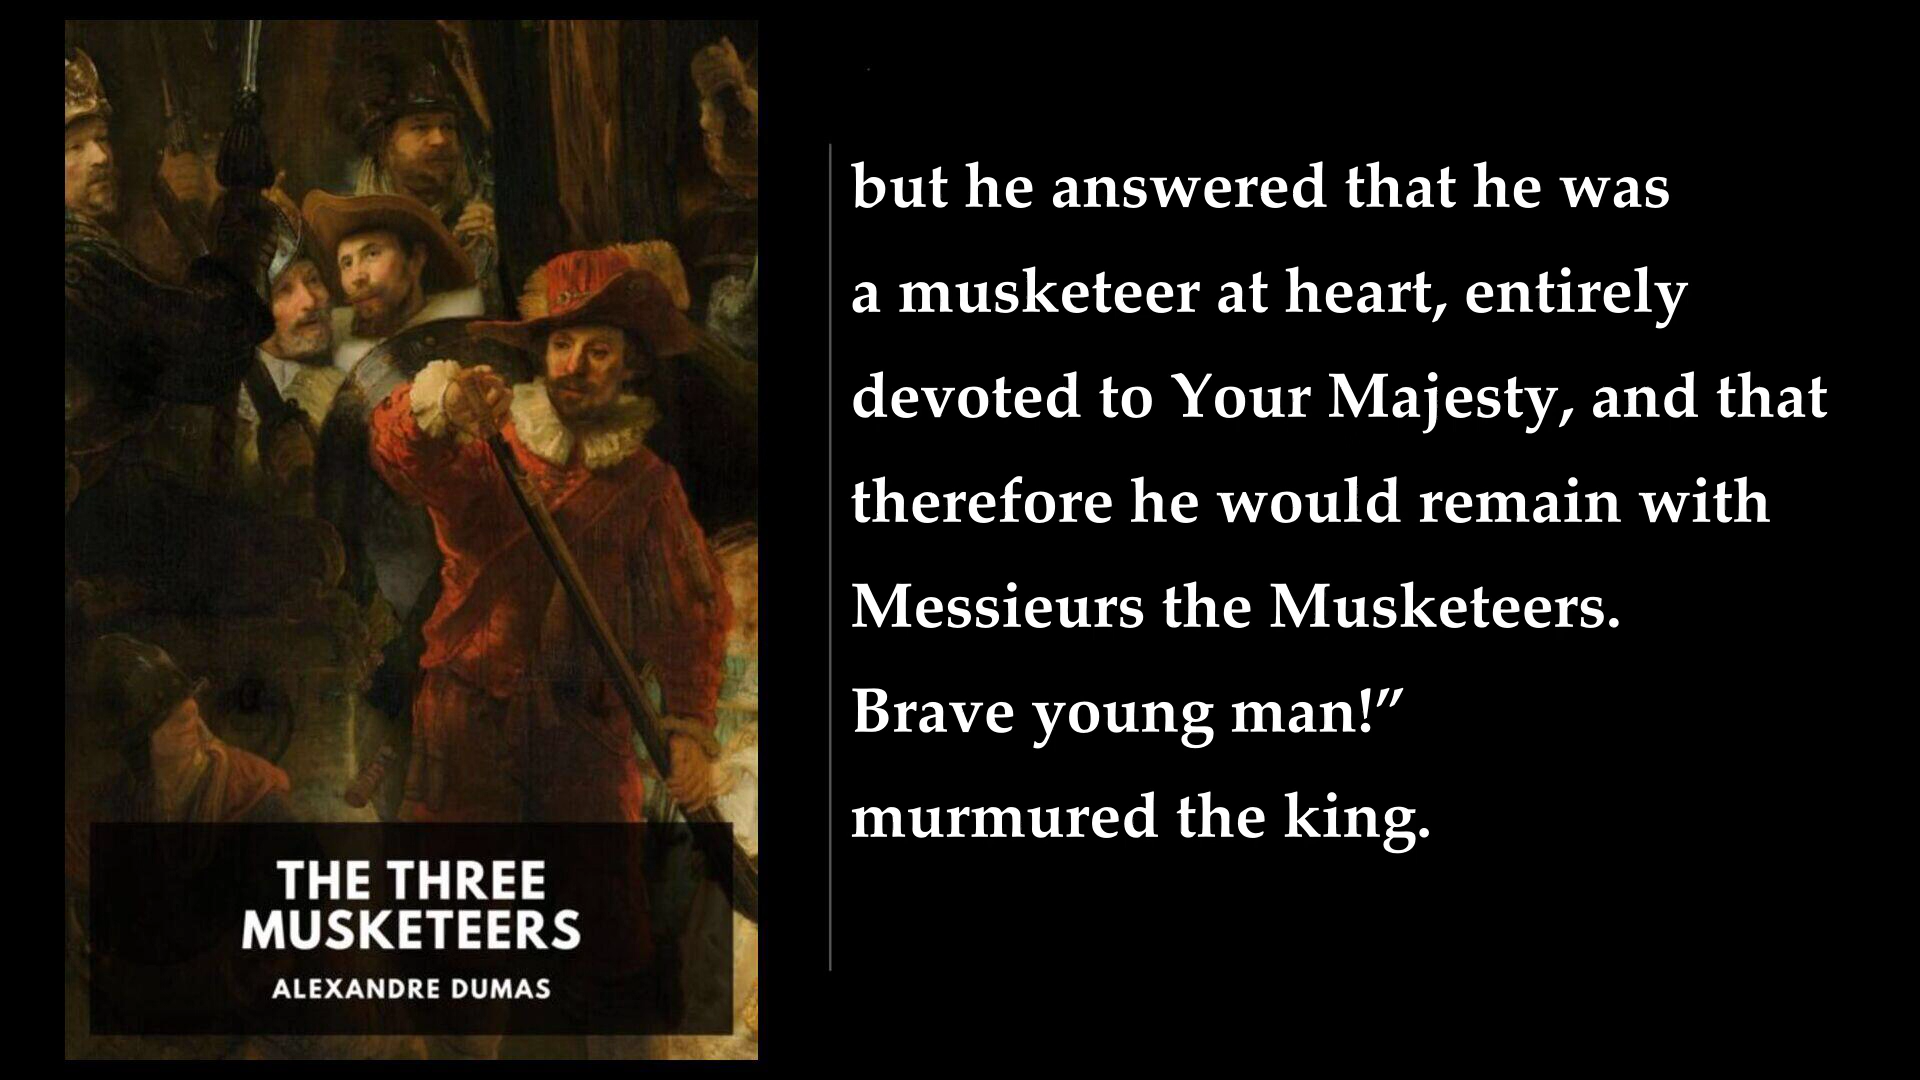 THE THREE
MUSKETEERS
ALEXANDRE DUMAS
but he answered that he was
a musketeer at heart, entirely
devoted to Your Majesty, and that
therefore he would remain with
Messieurs the Musketeers.
Brave young man!”
murmured the king.